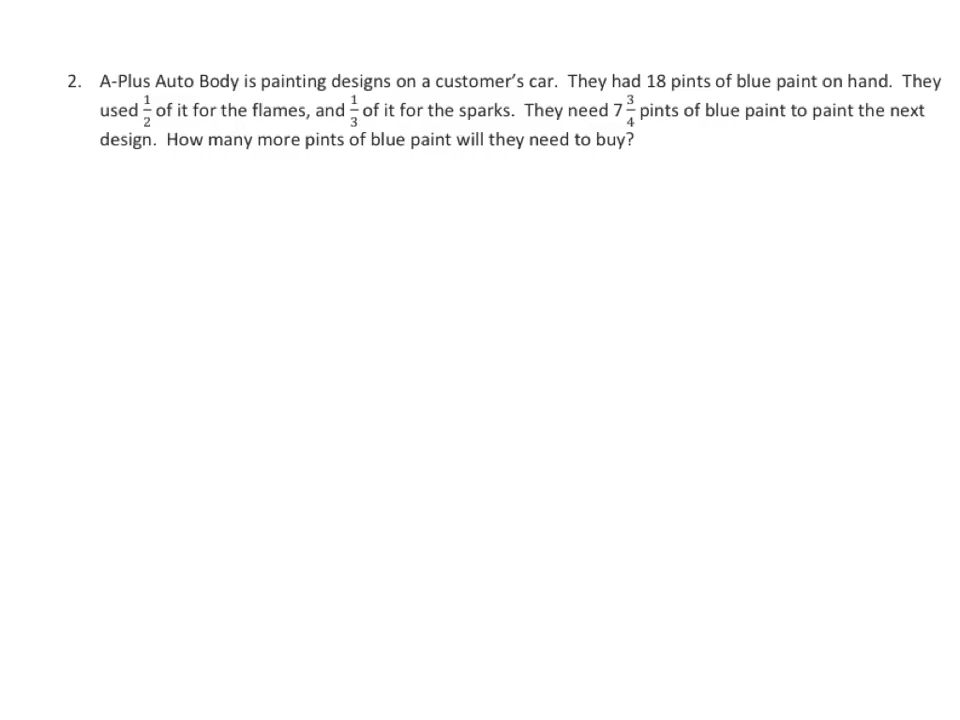 2. A-Plus Auto Body is painting designs on a customer’s car. They had 18 pints of blue paint on hand. They
used 1/2 of it for the flames, and 1/3 of it for the sparks. They need 7 3/4 pints of blue paint to paint the next
design. How many more pints of blue paint will they need to buy?